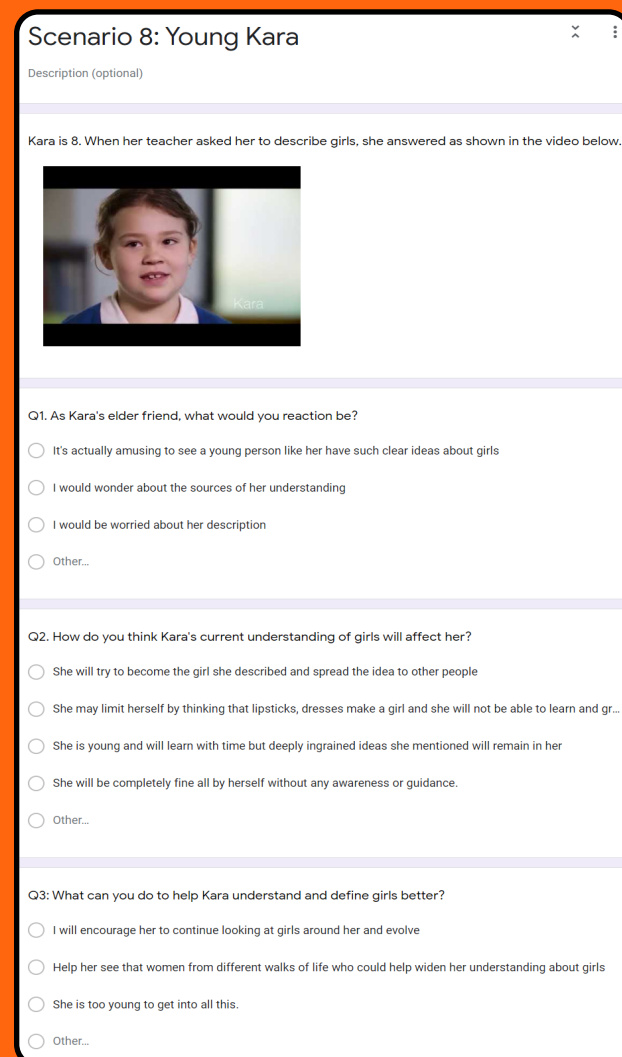 Scenario 8: Young Kara
Description (optional)
Kara is 8. When her teacher asked her to describe girls, she answered as shown in the video below.
Kara
Q1. As Kara's elder friend, what would you reaction be?
It's actually amusing to see a young person like her have such clear ideas about girls
I would wonder about the sources of her understanding
I would be worried about her description
Other...
Q2. How do you think Kara's current understanding of girls will affect her?
She will try to become the girl she described and spread the idea to other people
She may limit herself by thinking that lipsticks, dresses make a girl and she will not be able to learn and gr...
She is young and will learn with time but deeply ingrained ideas she mentioned will remain in her
She will be completely fine all by herself without any awareness or guidance.
Other...
Q3: What can you do to help Kara understand and define girls better?
I will encourage her to continue looking at girls around her and evolve
Help her see that women from different walks of life who could help widen her understanding about girls
She is too young to get into all this.
Other...